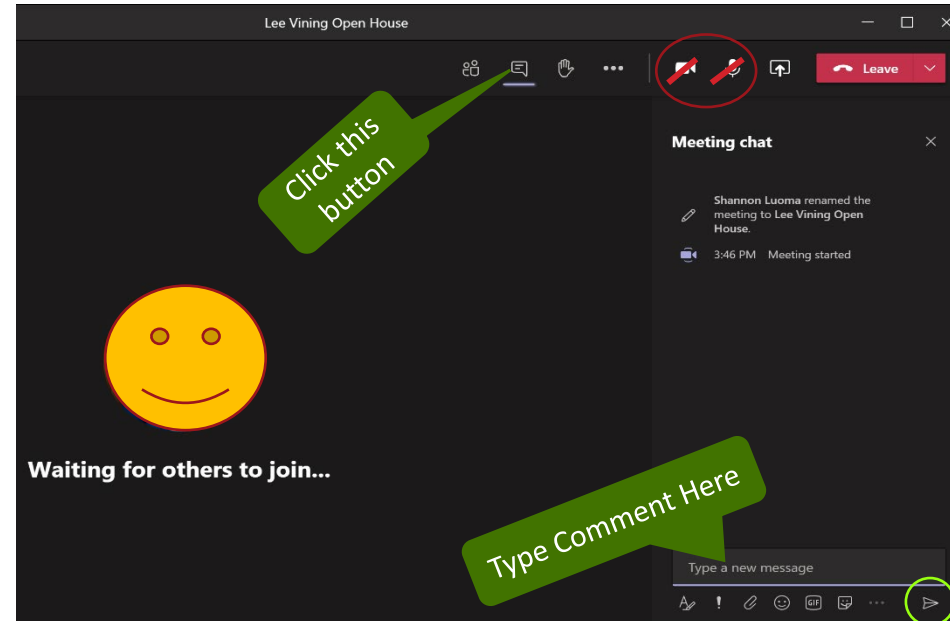 Lee Vining Open House
Leave
Click this
button
Meeting chat
Shannon Luoma renamed the
meeting to Lee Vining Open
House.
3:46 PM Meeting started
Waiting for others to join...
Type Comment Here
Type a new message
GIF